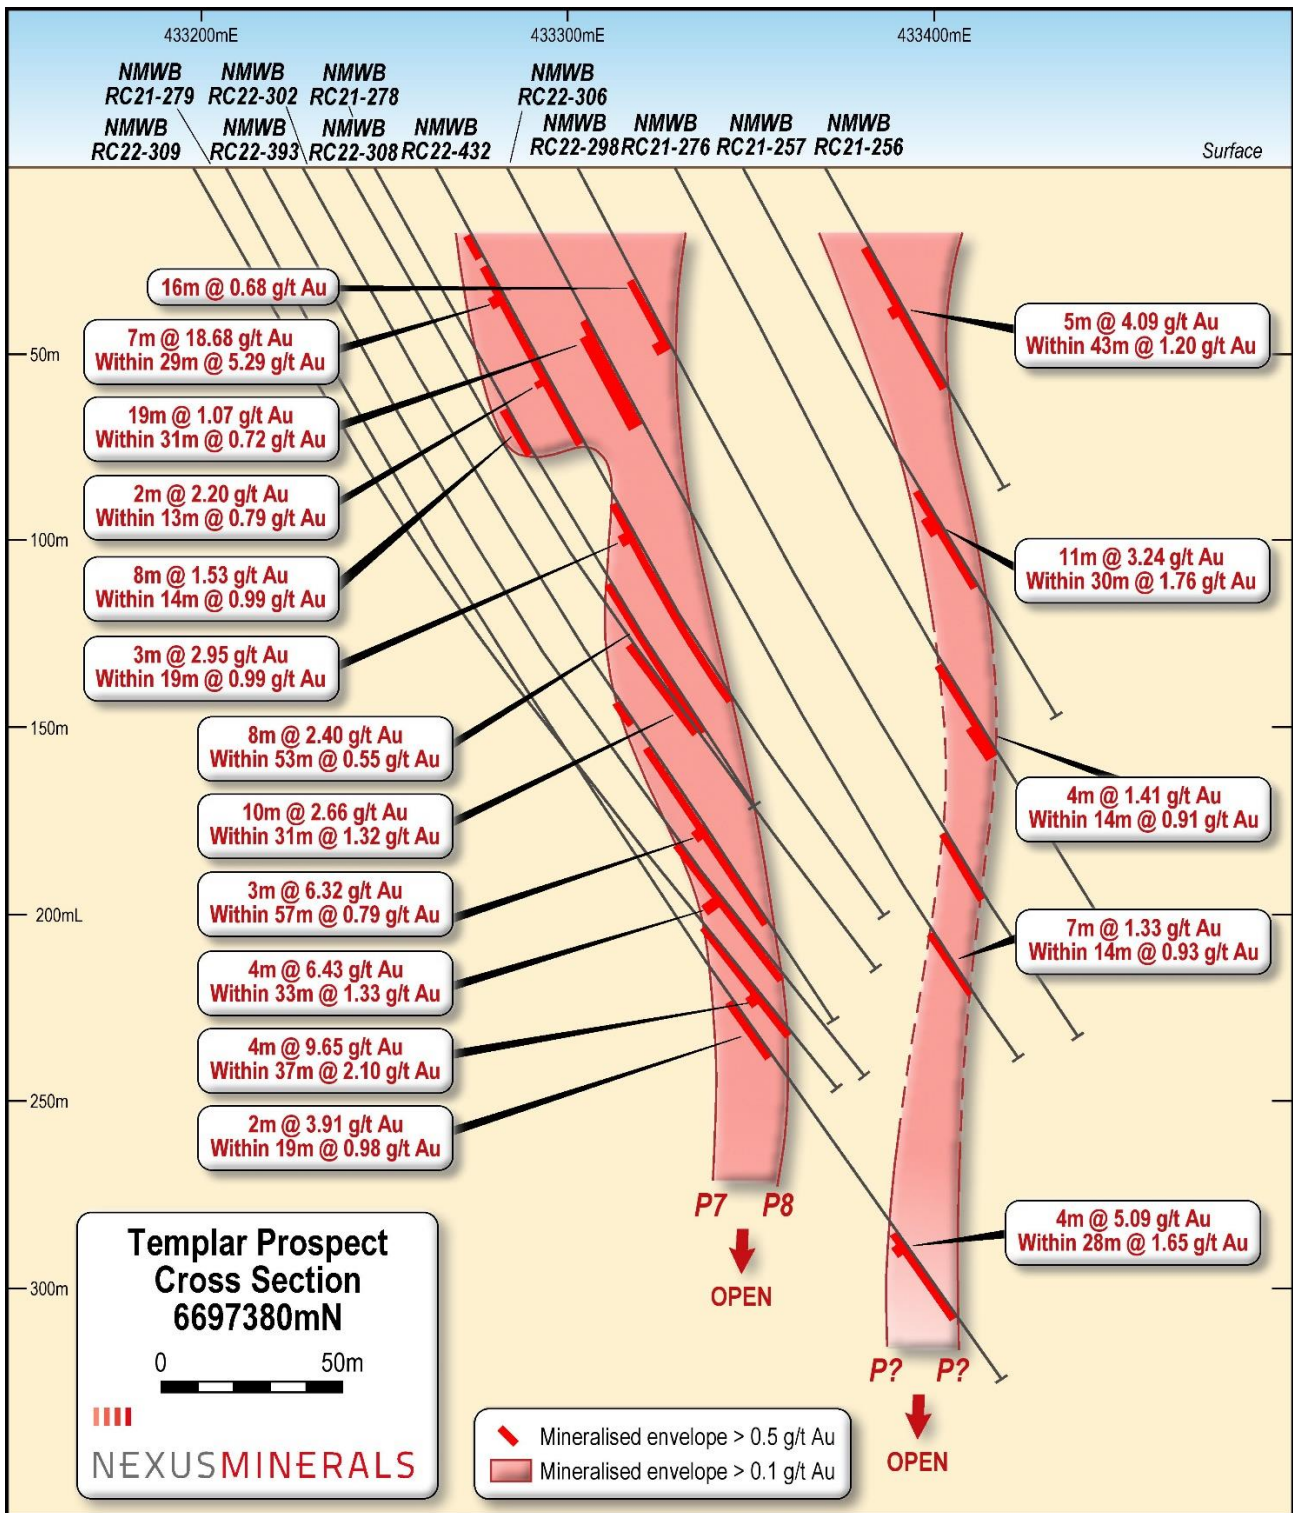 433200mE
433300mE
433400mE
NMWB
RC21-279
NMWB
RC22-302
NMWB
RC21-278
NMWB
RC22-306
NMWB
RC22-309
NMWB
RC22-393
NMWB
RC22-308
NMWB
RC22-432
NMWB
RC22-298
NMWB
RC21-276
NMWB
RC21-257
NMWB
RC21-256
Surface
50m
100m
150m
200mL
250m
300m
16m @ 0.68 g/t Au
7m @ 18.68 g/t Au
Within 29m @ 5.29 g/t Au
19m @ 1.07 g/t Au
Within 31m @ 0.72 g/t Au
2m @ 2.20 g/t Au
Within 13m @ 0.79 g/t Au
8m @ 1.53 g/t Au
Within 14m @ 0.99 g/t Au
3m @ 2.95 g/t Au
Within 19m @ 0.99 g/t Au
8m @ 2.40 g/t Au
Within 53m @ 0.55 g/t Au
10m @ 2.66 g/t Au
Within 31m @ 1.32 g/t Au
3m @ 6.32 g/t Au
Within 57m @ 0.79 g/t Au
4m @ 6.43 g/t Au
Within 33m @ 1.33 g/t Au
4m @ 9.65 g/t Au
Within 37m @ 2.10 g/t Au
2m @ 3.91 g/t Au
Within 19m @ 0.98 g/t Au
5m @ 4.09 g/t Au
Within 43m @ 1.20 g/t Au
11m @ 3.24 g/t Au
Within 30m @ 1.76 g/t Au
4m @ 1.41 g/t Au
Within 14m @ 0.91 g/t Au
7m @ 1.33 g/t Au
Within 14m @ 0.93 g/t Au
4m @ 5.09 g/t Au
Within 28m @ 1.65 g/t Au
P7 P8
OPEN
P? P?
OPEN
Templar Prospect
Cross Section
6697380mN
0 50m
NEXUSMINERALS
Mineralised envelope > 0.5 g/t Au
Mineralised envelope > 0.1 g/t Au